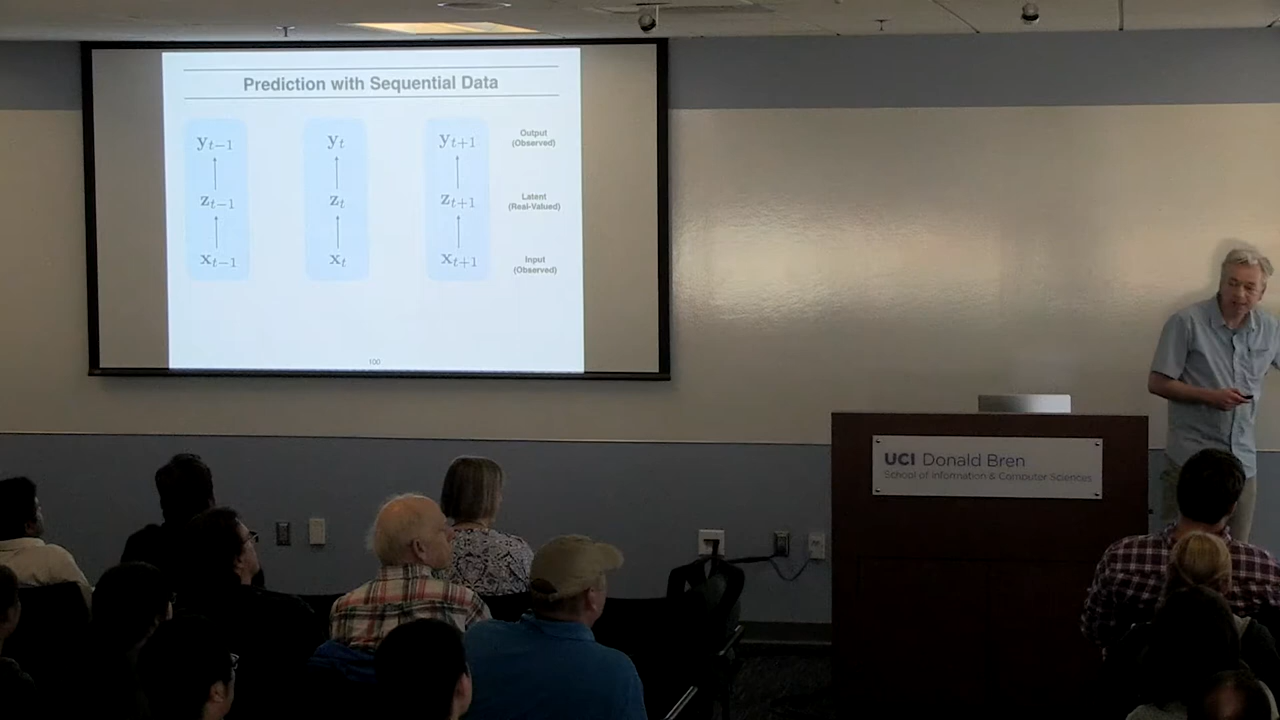 Prediction with Sequential Data
y_{t−1} y_t y_{t+1} Output
(Observed)
z_{t−1} z_t z_{t+1} Latent
(Real-Valued)
x_{t−1} x_t x_{t+1} Input
(Observed)
100
UCI Donald Bren
School of Information & Computer Sciences